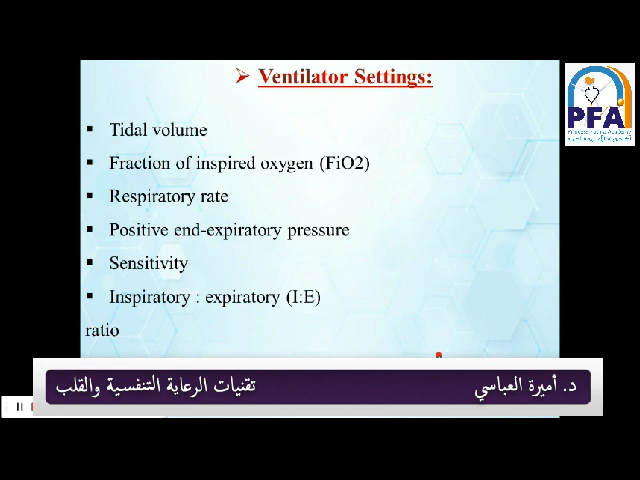 Ventilator Settings:
PFA
Tidal volume
Fraction of inspired oxygen (FiO2)
Respiratory rate
Positive end-expiratory pressure
Sensitivity
Inspiratory : expiratory (I:E)
ratio
د. أميرة العباسي
تقنيات الرعاية التنفسية والقلب